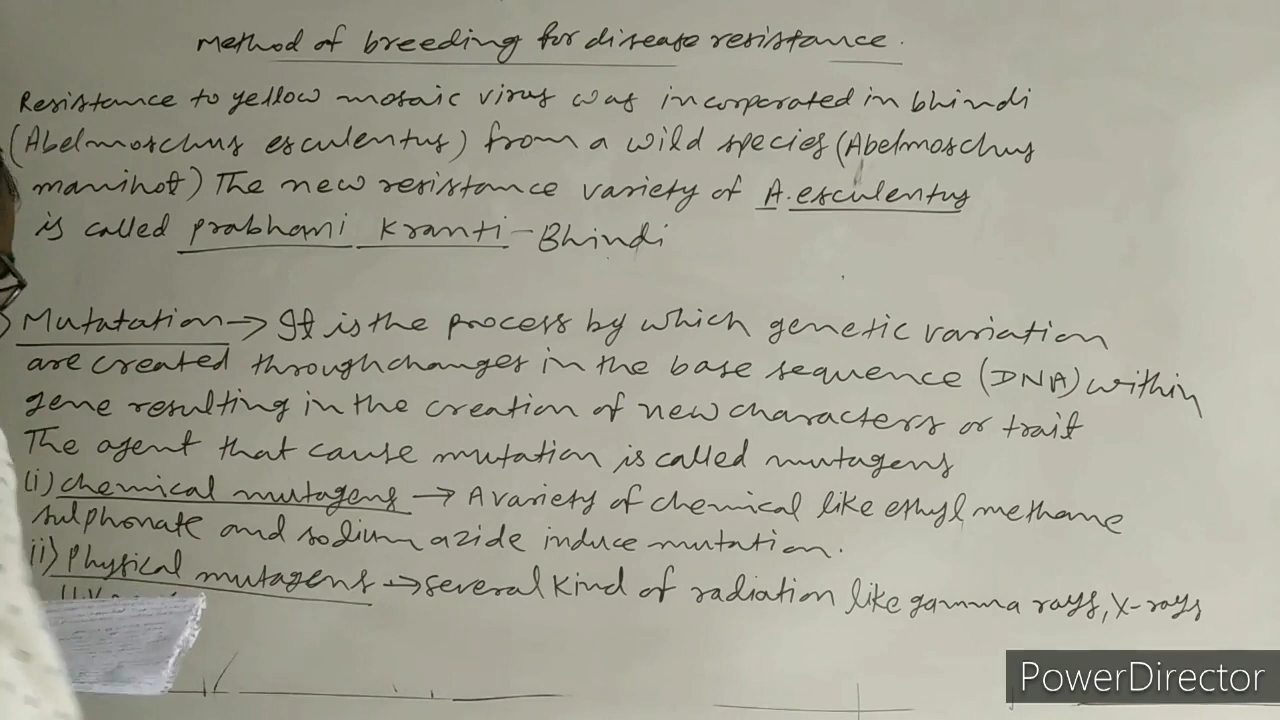 Method of breeding for disease resistance.
Resistance to yellow mosaic virus was incorporated in bhindi
(Abelmoschus esculentus) from a wild species (Abelmoschus
manihot) The new resistance variety of A. esculentus
is called prabhani Kranti - Bhindi
Mutatation → It is the process by which genetic variation
are created through changes in the base sequence (DNA) within
gene resulting in the creation of new characters or trait
The agent that cause mutation is called mutagens
(i) chemical mutagens → A variety of chemical like ethyl methane
sulphonate and sodium azide induce mutation.
ii) Physical mutagens → several kind of radiation like gamma rays, X-rays
PowerDirector